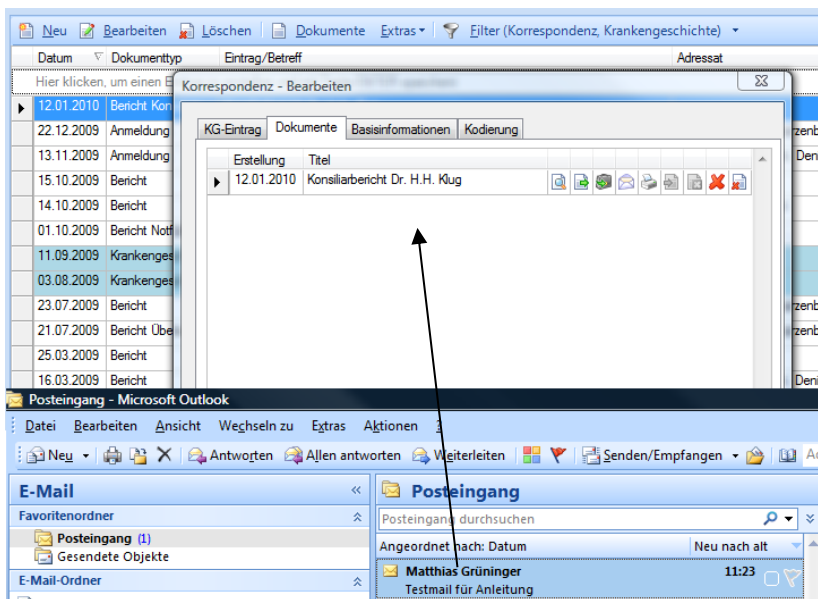 Neu Bearbeiten Löschen Dokumente Extras Filter (Korrespondenz, Krankengeschichte)
Datum Dokumenttyp Eintrag/Betreff Adressat
Hier klicken, um einen E
Korrespondenz - Bearbeiten
12.01.2010 Bericht Kon
22.12.2009 Anmeldung
13.11.2009 Anmeldung Den
15.10.2009 Bericht
14.10.2009 Bericht
01.10.2009 Bericht Notf
11.09.2009 Krankenges
03.08.2009 Krankenges
23.07.2009 Bericht rzenb
21.07.2009 Bericht Übe rzenb
25.03.2009 Bericht
16.03.2009 Bericht Deni
KG-Eintrag Dokumente Basisinformationen Kodierung
Erstellung Titel
12.01.2010 Konsiliarbericht Dr. H.H. Klug
Posteingang - Microsoft Outlook
Datei Bearbeiten Ansicht Wechseln zu Extras Aktionen ?
Neu Antworten Allen antworten Weiterleiten Senden/Empfangen
E-Mail «
Posteingang
Favoritenordner
Posteingang durchsuchen
Posteingang (1)
Gesendete Objekte
Angeordnet nach: Datum Neu nach alt
E-Mail-Ordner
Matthias Grüninger 11:23
Testmail für Anleitung